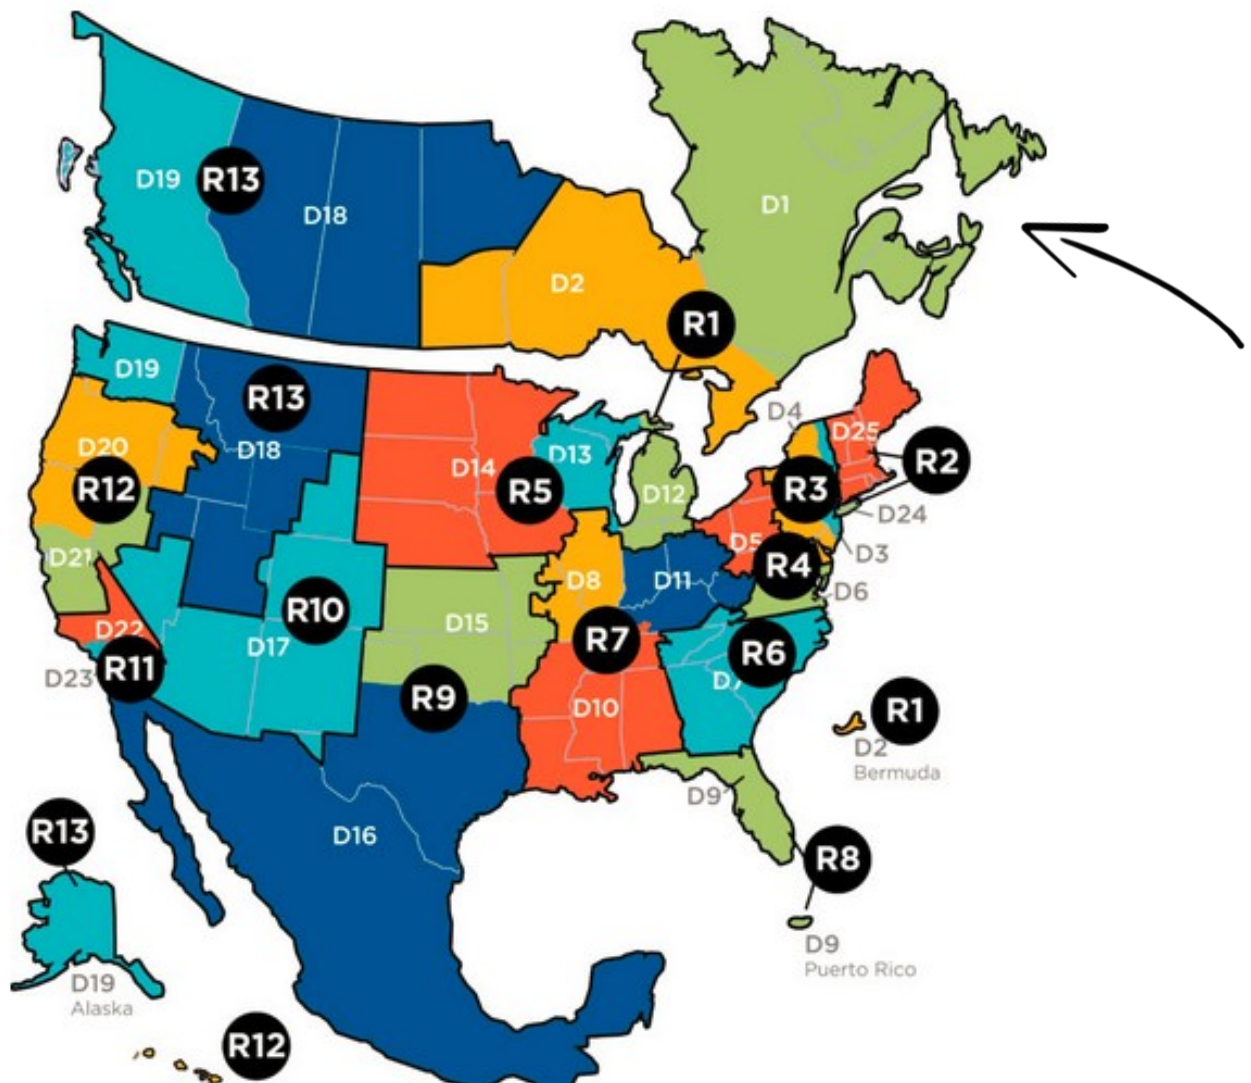 D19
R13
D18
D1
D2
R1
D19
R13
D18
D4
D25
D20
D14
D13
R2
R12
R5
D12
R3
D24
D21
D5
D3
D8
D11
R4
D6
R10
D15
D22
D17
R7
R6
D23
R11
D7
R9
D10
R1
D2
Bermuda
D9
R13
D16
R8
D9
Puerto Rico
D19
Alaska
R12